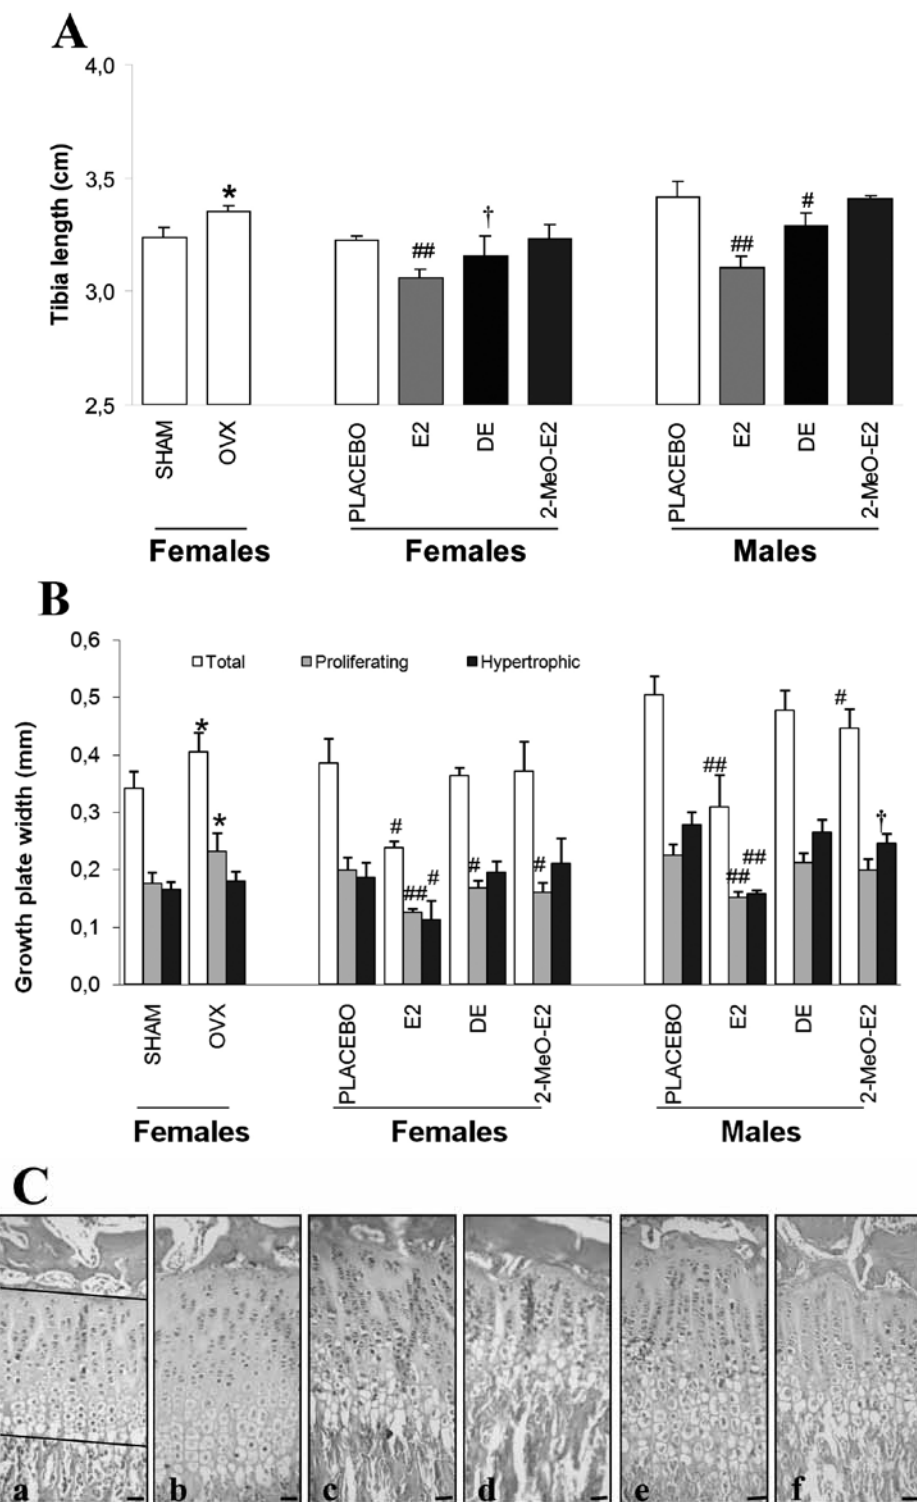 A
4,0
3,5
3,0
2,5
Tibia length (cm)
*
##
†
##
#
SHAM
OVX
PLACEBO
E2
DE
2-MeO-E2
PLACEBO
E2
DE
2-MeO-E2
Females
Females
Males
B
0,6
0,5
0,4
0,3
0,2
0,1
0,0
Growth plate width (mm)
Total
Proliferating
Hypertrophic
*
*
#
##
#
#
#
##
##
##
#
†
SHAM
OVX
PLACEBO
E2
DE
2-MeO-E2
PLACEBO
E2
DE
2-MeO-E2
Females
Females
Males
C
a
b
c
d
e
f